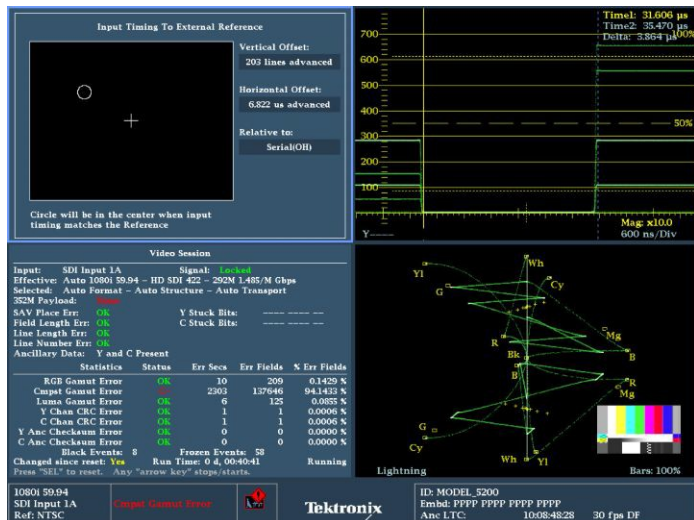 Input Timing To External Reference
Vertical Offset:
203 lines advanced
Horizontal Offset:
6.822 us advanced
Relative to:
Serial(0H)
Circle will be in the center when input
timing matches the Reference
Time1: 31.606 µs
Time2: 35.470 µs
Delta: 3.864 µs
100%
700
600
500
400
50%
300
200
100
Mag: x10.0
Y----
600 ns/Div
Video Session
Input: SDI Input 1A Signal: Locked
Effective: Auto 1080i 59.94 – HD SDI 422 – 292M 1.485/M Gbps
Selected: Auto Format – Auto Structure – Auto Transport
352M Payload:
SAV Place Err: OK Y Stuck Bits: ---- ---- --
Field Length Err: OK C Stuck Bits: ---- ---- --
Line Length Err: OK
Line Number Err: OK
Ancillary Data: Y and C Present
Statistics Status Err Secs Err Fields % Err Fields
RGB Gamut Error OK 10 209 0.1429 %
Cmpst Gamut Error 2303 137646 94.1433 %
Luma Gamut Error OK 6 125 0.0855 %
Y Chan CRC Error OK 1 1 0.0006 %
C Chan CRC Error OK 1 1 0.0006 %
Y Anc Checksum Error OK 0 0 0.0000 %
C Anc Checksum Error OK 0 0 0.0000 %
Black Events: 8 Frozen Events: 58
Changed since reset: Yes Run Time: 0 d, 00:40:41 Running
Press "SEL" to reset. Any "arrow key" stops/starts.
Yl
Wh
Cy
G
R
Mg
Bk
B
B
R
Mg
G
Cy
Wh
Yl
Lightning
Bars: 100%
1080i 59.94
SDI Input 1A
Ref: NTSC
Cmpst Gamut Error
Tektronix
ID: MODEL_5200
Embd: PPPP PPPP PPPP PPPP
Anc LTC: 10:08:48:28 30 fps DF